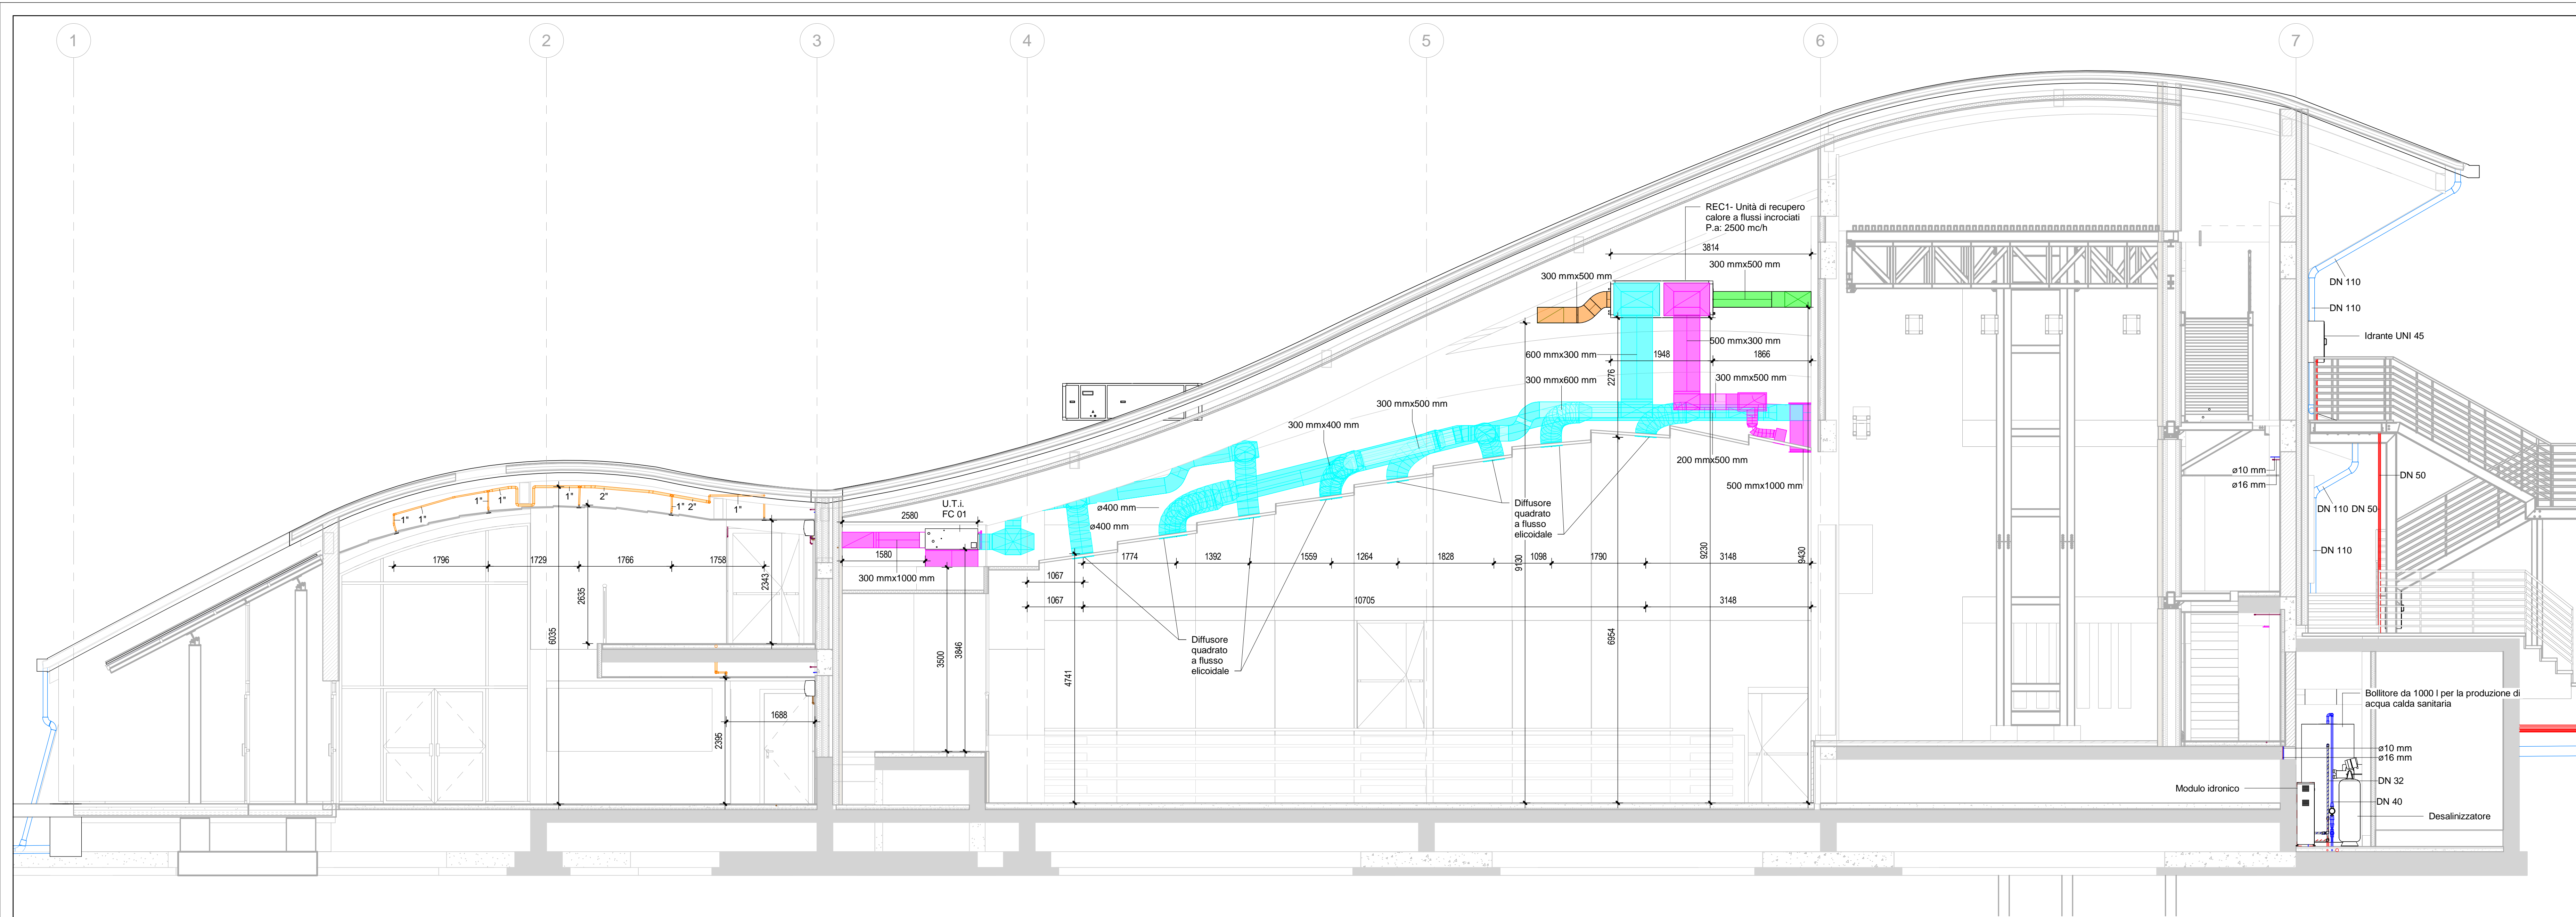 1
2
3
4
5
6
7
REC1- Unità di recupero
calore a flussi incrociati
P.a: 2500 mc/h
3814
300 mmx500 mm
300 mmx500 mm
DN 110
DN 110
Idrante UNI 45
600 mmx300 mm
1948
500 mmx300 mm
1866
2276
300 mmx600 mm
300 mmx500 mm
300 mmx500 mm
300 mmx400 mm
200 mmx500 mm
500 mmx1000 mm
ø10 mm
ø16 mm
DN 50
DN 110
DN 50
DN 110
1"
1"
1"
2"
1"
2"
1"
1"
1"
U.T.i.
FC 01
2580
ø400 mm
ø400 mm
Diffusore
quadrato
a flusso
elicoidale
1796
1729
1766
1758
2343
1580
300 mmx1000 mm
1774
1392
1559
1264
1828
1098
1790
3148
9130
9230
9430
1067
1067
10705
3148
2635
6035
3500
3846
4741
6954
Diffusore
quadrato
a flusso
elicoidale
1688
2395
Bollitore da 1000 l per la produzione di
acqua calda sanitaria
ø10 mm
ø16 mm
DN 32
Modulo idronico
DN 40
Desalinizzatore